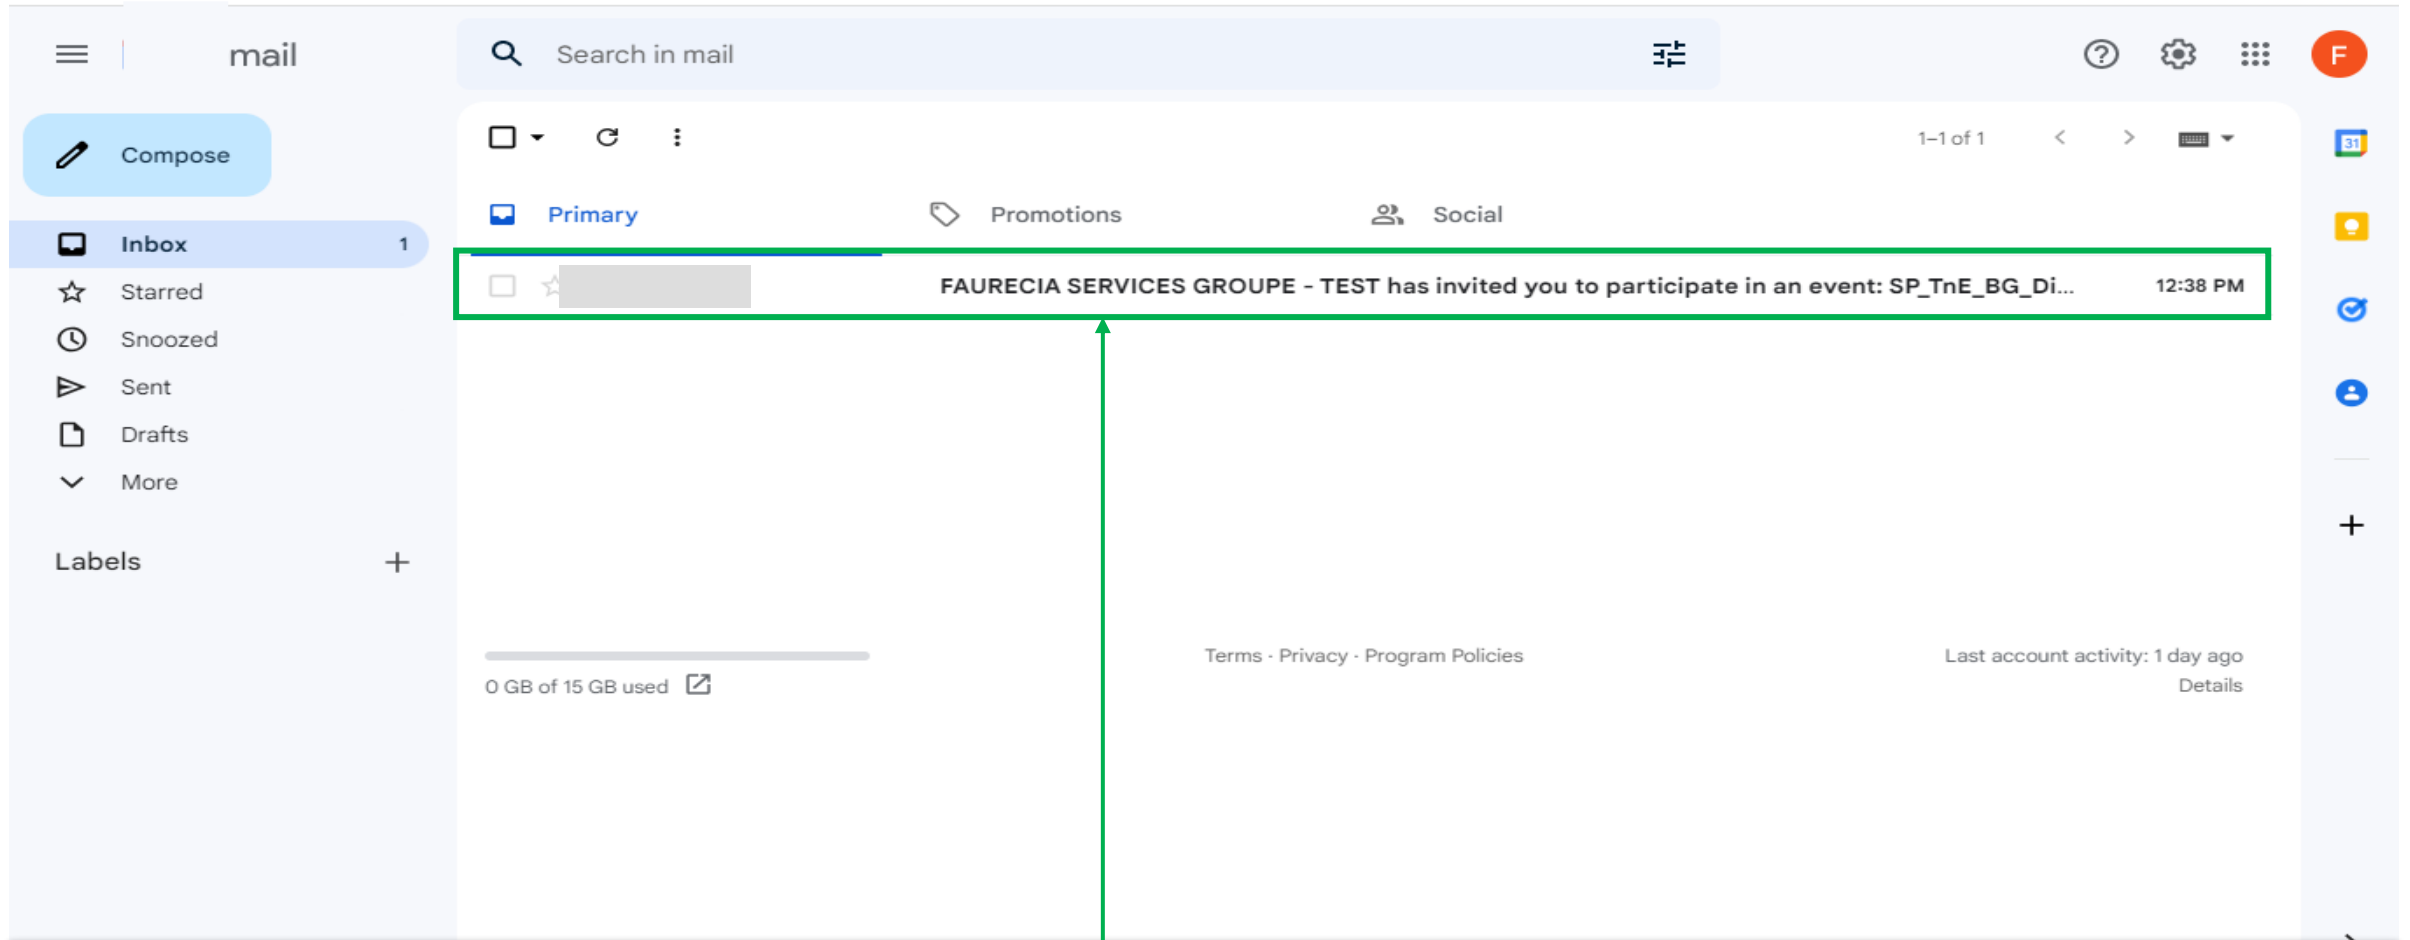 mail
Search in mail
F
Compose
1–1 of 1
31
Primary
Promotions
Social
Inbox 1
FAURECIA SERVICES GROUPE - TEST has invited you to participate in an event: SP_TnE_BG_Di... 12:38 PM
Starred
Snoozed
Sent
Drafts
More
Labels
Terms · Privacy · Program Policies
Last account activity: 1 day ago
0 GB of 15 GB used
Details